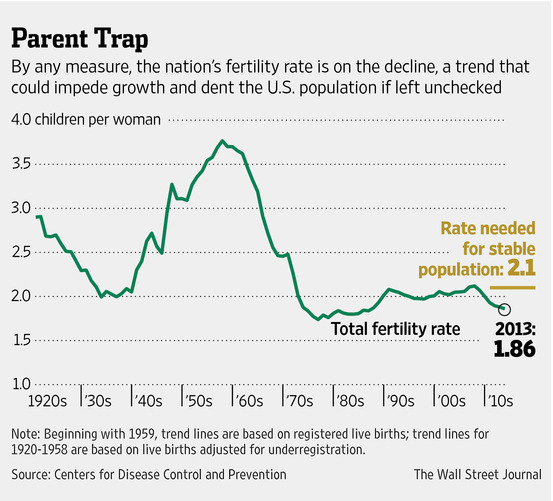 Parent Trap
By any measure, the nation's fertility rate is on the decline, a trend that
could impede growth and dent the U.S. population if left unchecked
4.0 children per woman
3.5
3.0
Rate needed
for stable
population: 2.1
2.5
2.0
Total fertility rate
2013:
1.86
1.5
1.0
1920s '30s '40s '50s '60s '70s '80s '90s '00s '10s
Note: Beginning with 1959, trend lines are based on registered live births; trend lines for
1920-1958 are based on live births adjusted for underregistration.
Source: Centers for Disease Control and Prevention
The Wall Street Journal